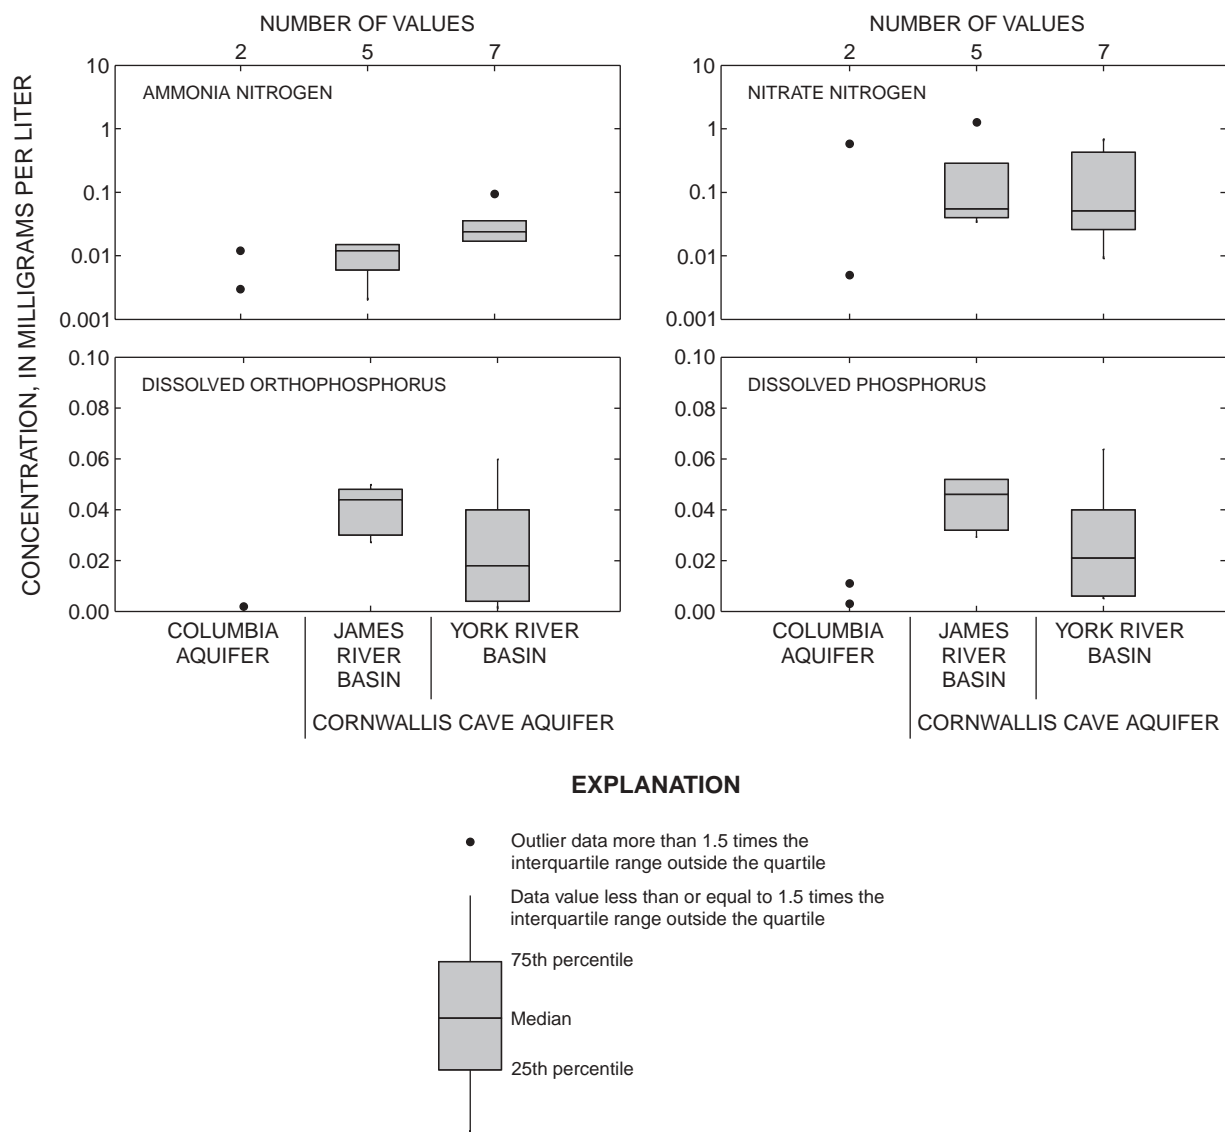 NUMBER OF VALUES
2 5 7
NUMBER OF VALUES
2 5 7
CONCENTRATION, IN MILLIGRAMS PER LITER
AMMONIA NITROGEN
10
1
0.1
0.01
0.001
NITRATE NITROGEN
10
1
0.1
0.01
0.001
DISSOLVED ORTHOPHOSPHORUS
0.10
0.08
0.06
0.04
0.02
0.00
DISSOLVED PHOSPHORUS
0.10
0.08
0.06
0.04
0.02
0.00
COLUMBIA
AQUIFER
JAMES
RIVER
BASIN
YORK RIVER
BASIN
CORNWALLIS CAVE AQUIFER
COLUMBIA
AQUIFER
JAMES
RIVER
BASIN
YORK RIVER
BASIN
CORNWALLIS CAVE AQUIFER
EXPLANATION
Outlier data more than 1.5 times the
interquartile range outside the quartile
Data value less than or equal to 1.5 times the
interquartile range outside the quartile
75th percentile
Median
25th percentile